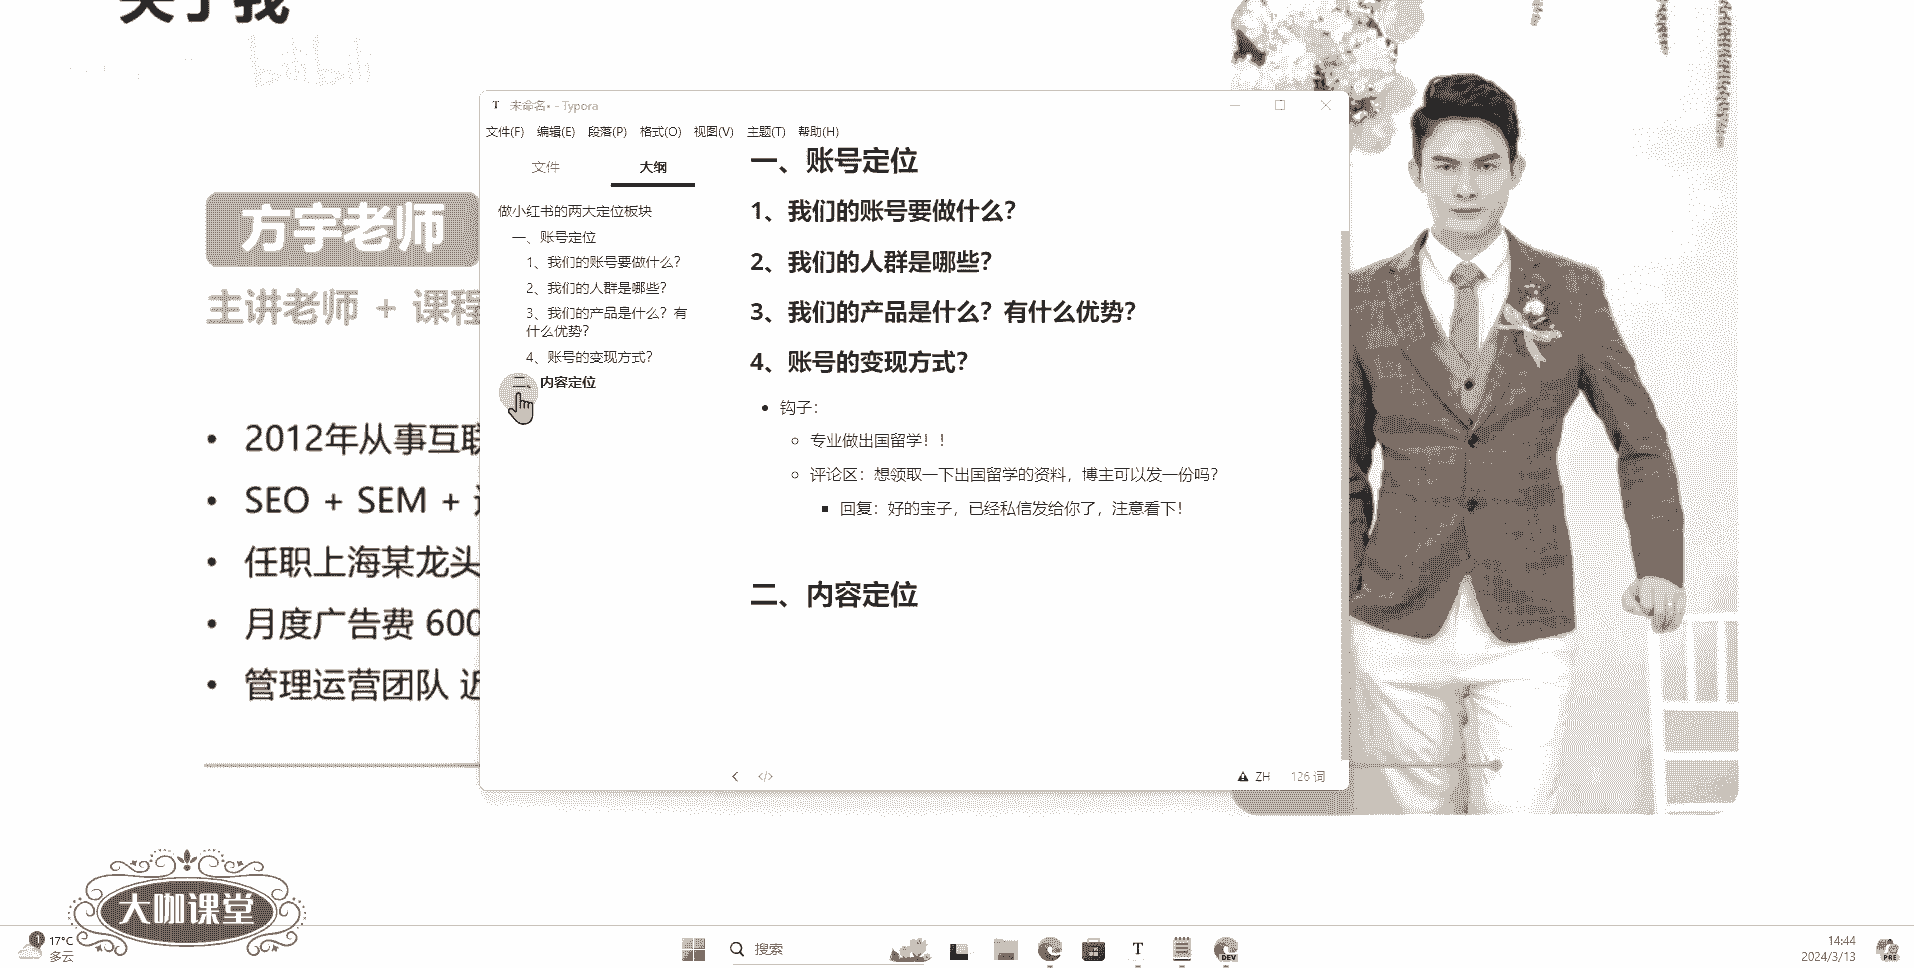 关于我
bilibili
方宇老师
主讲老师 + 课程
2012年从事互联
SEO + SEM +
任职上海某龙头
月度广告费 600
管理运营团队 近
未命名• - Typora
文件(F) 编辑(E) 段落(P) 格式(O) 视图(V) 主题(T) 帮助(H)
文件 大纲
做小红书的两大定位板块
一、账号定位
1、我们的账号要做什么？
2、我们的人群是哪些？
3、我们的产品是什么？有
什么优势？
4、账号的变现方式？
二、内容定位
一、账号定位
1、我们的账号要做什么？
2、我们的人群是哪些？
3、我们的产品是什么？有什么优势？
4、账号的变现方式？
钩子：
专业做出国留学！！
评论区：想领取一下出国留学的资料，博主可以发一份吗？
回复：好的宝子，已经私信发给你了，注意看下！
二、内容定位
ZH 126 词
大咖课堂
1
17°C
多云
搜索
T
DEV
14:44
2024/3/13
PRE